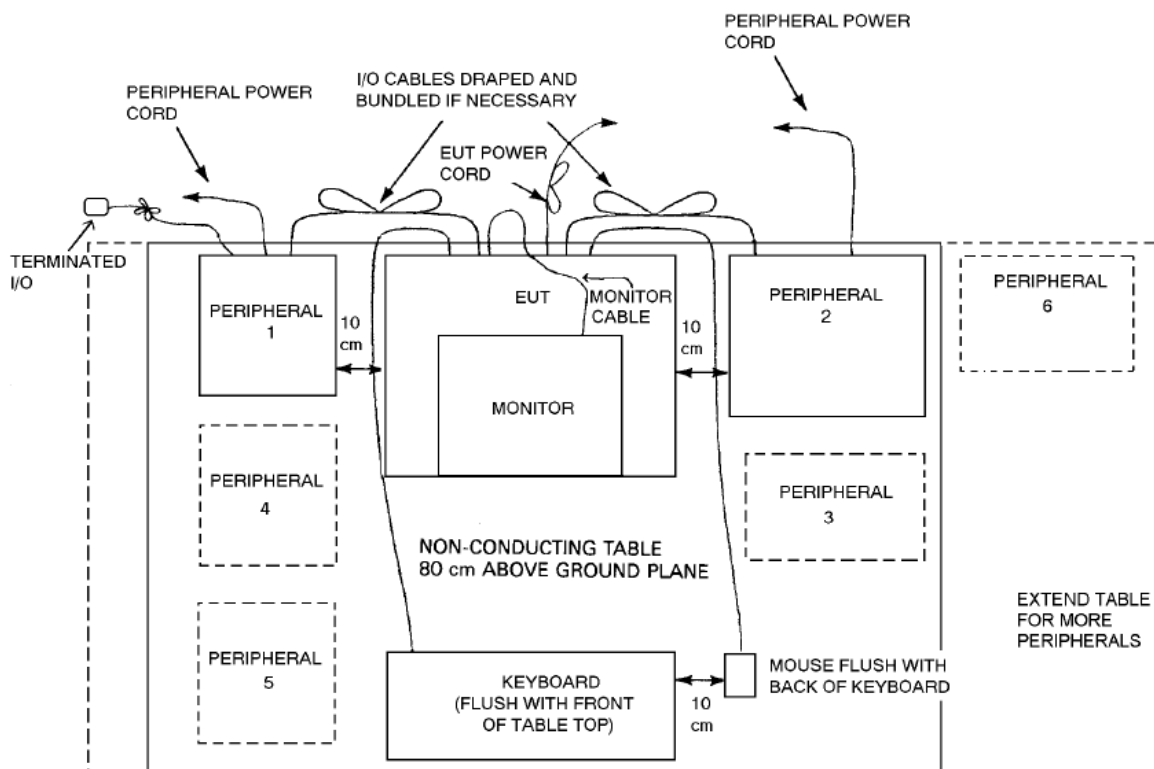 PERIPHERAL POWER
CORD
I/O CABLES DRAPED AND
BUNDLED IF NECESSARY
PERIPHERAL POWER
CORD
EUT POWER
CORD
TERMINATED
I/O
PERIPHERAL
1
10
cm
EUT
MONITOR
CABLE
10
cm
PERIPHERAL
2
PERIPHERAL
6
MONITOR
PERIPHERAL
4
PERIPHERAL
3
NON-CONDUCTING TABLE
80 cm ABOVE GROUND PLANE
EXTEND TABLE
FOR MORE
PERIPHERALS
PERIPHERAL
5
KEYBOARD
(FLUSH WITH FRONT
OF TABLE TOP)
10
cm
MOUSE FLUSH WITH
BACK OF KEYBOARD